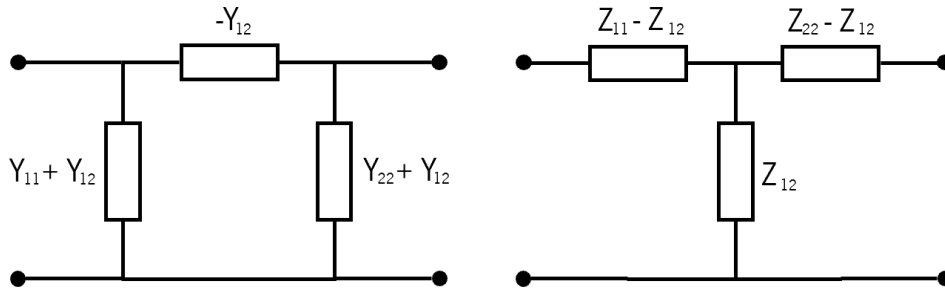 -Y₁₂
Y₁₁ + Y₁₂
Y₂₂ + Y₁₂
Z₁₁ - Z₁₂
Z₂₂ - Z₁₂
Z₁₂